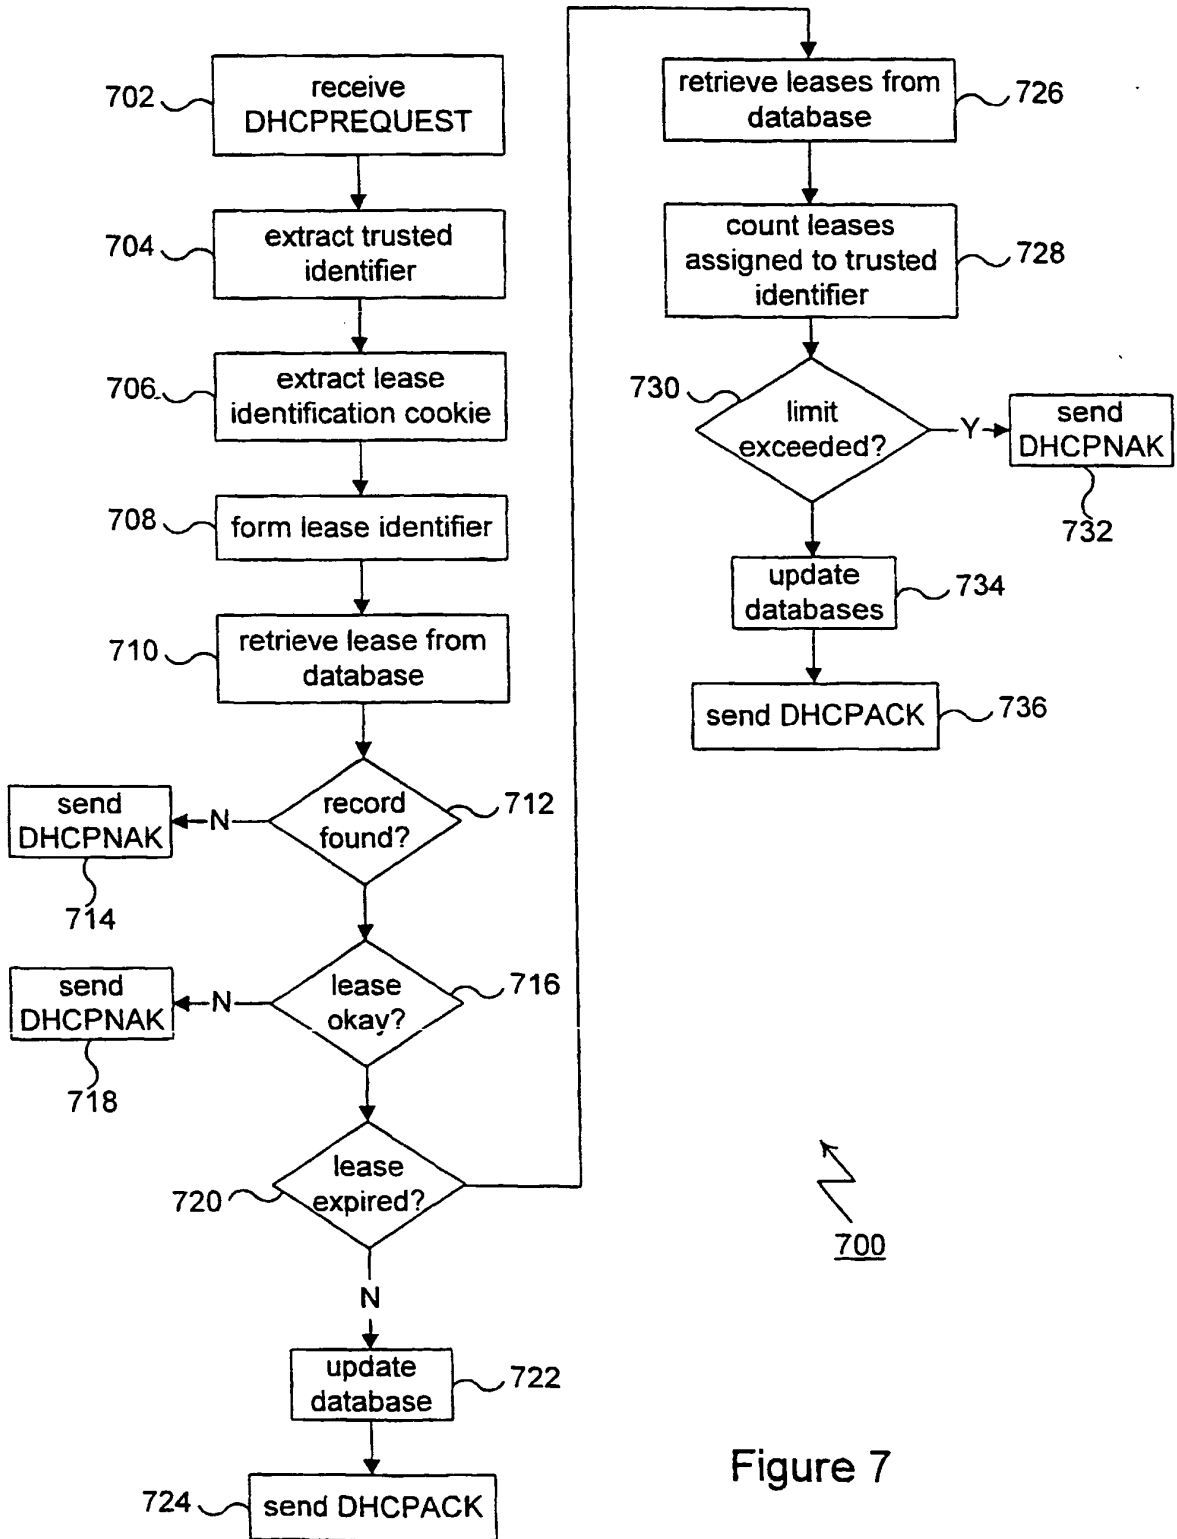 702
receive
DHCPREQUEST
704
extract trusted
identifier
706
extract lease
identification cookie
708
form lease identifier
710
retrieve lease from
database
712
record
found?
N
send
DHCPNAK
714
716
lease
okay?
N
send
DHCPNAK
718
720
lease
expired?
N
update
database
722
724
send DHCPACK
retrieve leases from
database
726
count leases
assigned to trusted
identifier
728
730
limit
exceeded?
Y
send
DHCPNAK
732
update
databases
734
send DHCPACK
736
700
Figure 7